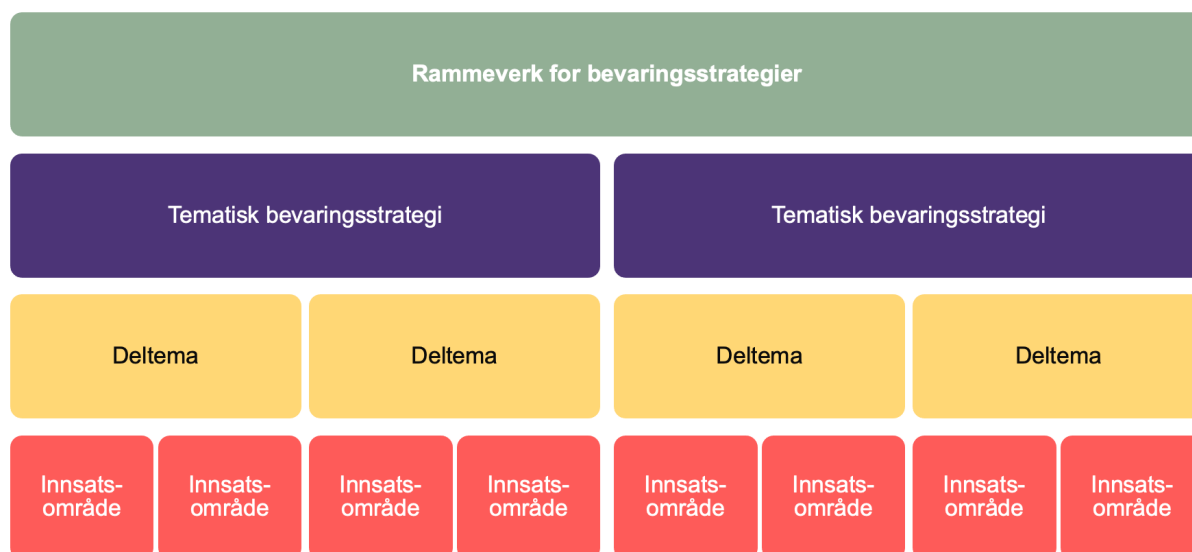 Rammeverk for bevaringsstrategier
Tematisk bevaringsstrategi
Tematisk bevaringsstrategi
Deltema
Deltema
Deltema
Deltema
Innsats-
område
Innsats-
område
Innsats-
område
Innsats-
område
Innsats-
område
Innsats-
område
Innsats-
område
Innsats-
område